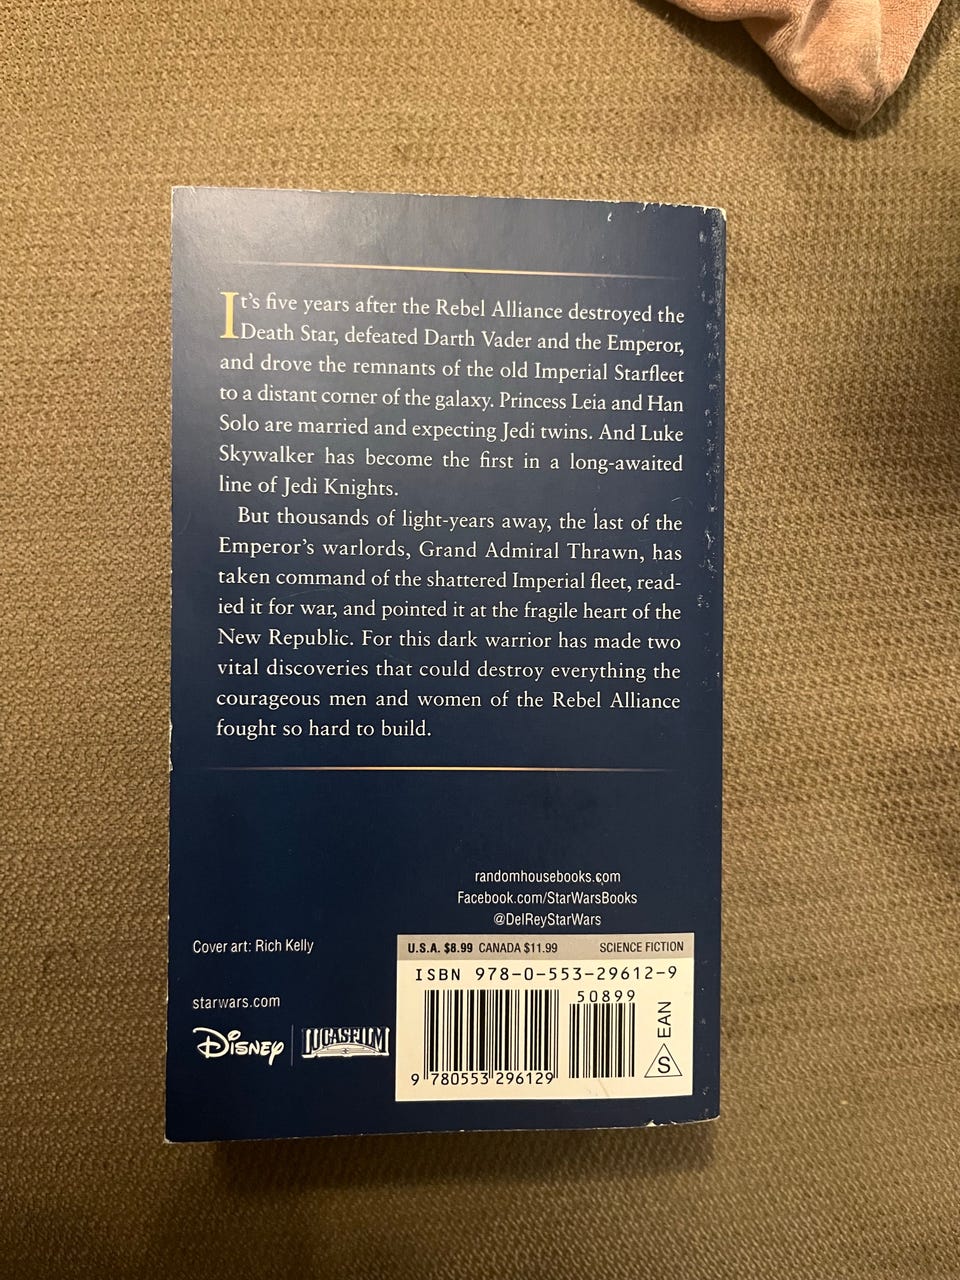 It's five years after the Rebel Alliance destroyed the
Death Star, defeated Darth Vader and the Emperor,
and drove the remnants of the old Imperial Starfleet
to a distant corner of the galaxy. Princess Leia and Han
Solo are married and expecting Jedi twins. And Luke
Skywalker has become the first in a long-awaited
line of Jedi Knights.
But thousands of light-years away, the last of the
Emperor's warlords, Grand Admiral Thrawn, has
taken command of the shattered Imperial fleet, read-
ied it for war, and pointed it at the fragile heart of the
New Republic. For this dark warrior has made two
vital discoveries that could destroy everything the
courageous men and women of the Rebel Alliance
fought so hard to build.
randomhousebooks.com
Facebook.com/StarWarsBooks
@DelReyStarWars
Cover art: Rich Kelly
starwars.com
Disney LUCASFILM
U.S.A. $8.99 CANADA $11.99 SCIENCE FICTION
ISBN 978-0-553-29612-9
50899
9 780553 296129
S EAN